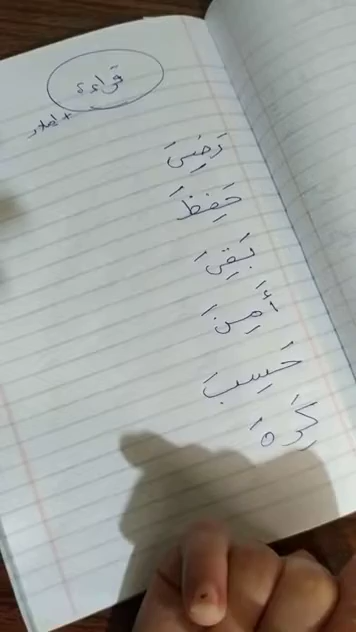 قراءة
+ إملاء
رَضِيَ
حَفِظَ
بَقِيَ
أَمِنَ
حَسِبَ
كَرِهَ